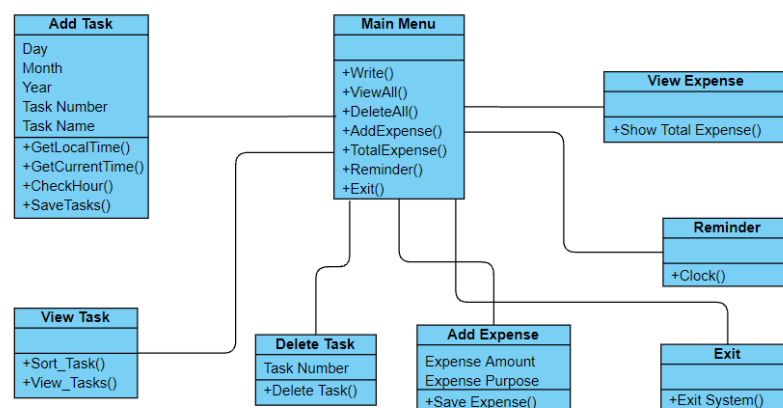 Add Task
Day
Month
Year
Task Number
Task Name
+GetLocalTime()
+GetCurrentTime()
+CheckHour()
+SaveTasks()
Main Menu
+Write()
+ViewAll()
+DeleteAll()
+AddExpense()
+TotalExpense()
+Reminder()
+Exit()
View Expense
+Show Total Expense()
Reminder
+Clock()
View Task
+Sort_Task()
+View_Tasks()
Delete Task
Task Number
+Delete Task()
Add Expense
Expense Amount
Expense Purpose
+Save Expense()
Exit
+Exit System()